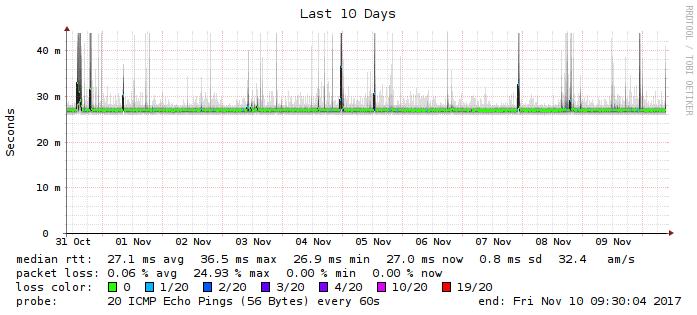 Last 10 Days
RRDTOOL / TOBI OETIKER
Seconds
40 m
30 m
20 m
10 m
0
31 Oct 01 Nov 02 Nov 03 Nov 04 Nov 05 Nov 06 Nov 07 Nov 08 Nov 09 Nov
median rtt: 27.1 ms avg 36.5 ms max 26.9 ms min 27.0 ms now 0.8 ms sd 32.4 am/s
packet loss: 0.06 % avg 24.93 % max 0.00 % min 0.00 % now
loss color: 0 1/20 2/20 3/20 4/20 10/20 19/20
probe: 20 ICMP Echo Pings (56 Bytes) every 60s end: Fri Nov 10 09:30:04 2017